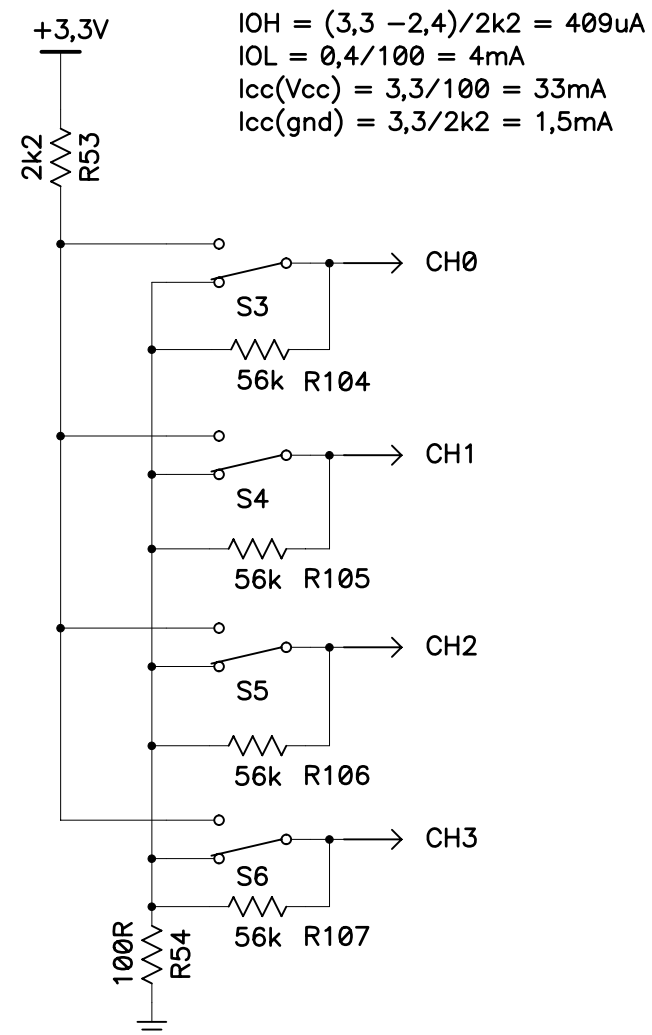 +3,3V
IOH = (3,3 -2,4)/2k2 = 409uA
IOL = 0,4/100 = 4mA
Icc(Vcc) = 3,3/100 = 33mA
Icc(gnd) = 3,3/2k2 = 1,5mA
2k2
R53
CH0
S3
56k R104
CH1
S4
56k R105
CH2
S5
56k R106
CH3
S6
56k R107
100R
R54